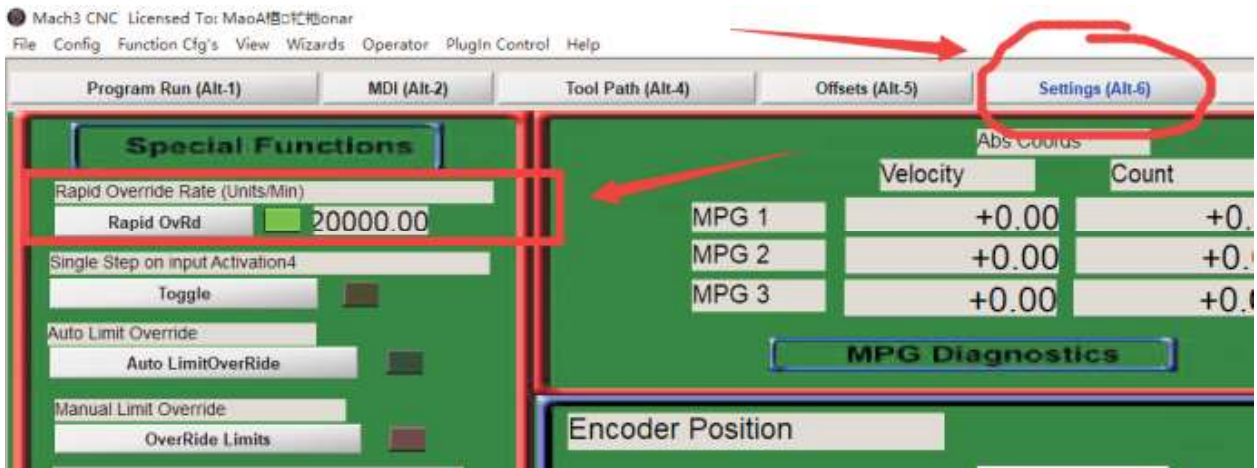 Mach3 CNC Licensed To: MaoA
File Config Function Cfg's View Wizards Operator PlugIn Control Help
Program Run (Alt-1) MDI (Alt-2) Tool Path (Alt-4) Offsets (Alt-5) Settings (Alt-6)
Special Functions
Rapid Override Rate (Units/Min)
Rapid OvRd 20000.00
Single Step on input Activation4
Toggle
Auto Limit Override
Auto LimitOverRide
Manual Limit Override
OverRide Limits
Abs Coords
Velocity Count
MPG 1 +0.00 +0.
MPG 2 +0.00 +0.
MPG 3 +0.00 +0.
MPG Diagnostics
Encoder Position